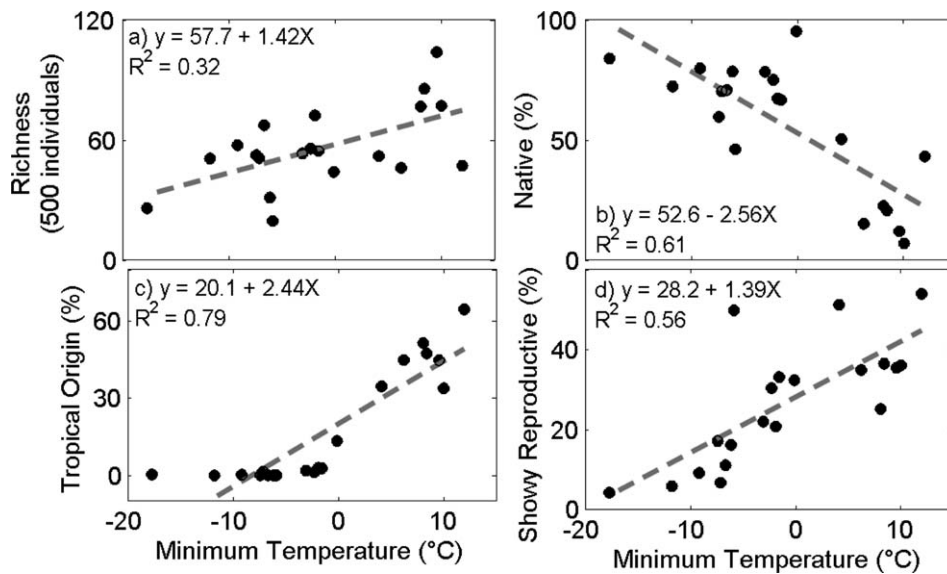 120
60
0
Richness
(500 individuals)
a) y = 57.7 + 1.42X
R² = 0.32
100
50
0
Native (%)
b) y = 52.6 - 2.56X
R² = 0.61
60
30
0
Tropical Origin (%)
c) y = 20.1 + 2.44X
R² = 0.79
-20
-10
0
10
Minimum Temperature (°C)
40
20
0
Showy Reproductive (%)
d) y = 28.2 + 1.39X
R² = 0.56
-20
-10
0
10
Minimum Temperature (°C)